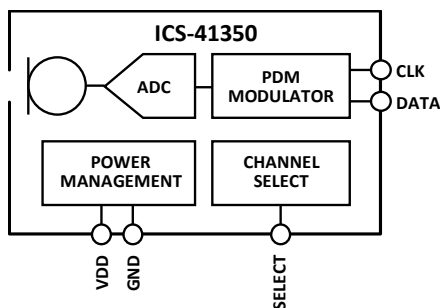 ICS-41350
ADC
PDM
MODULATOR
CLK
DATA
POWER
MANAGEMENT
CHANNEL
SELECT
VDD
GND
SELECT